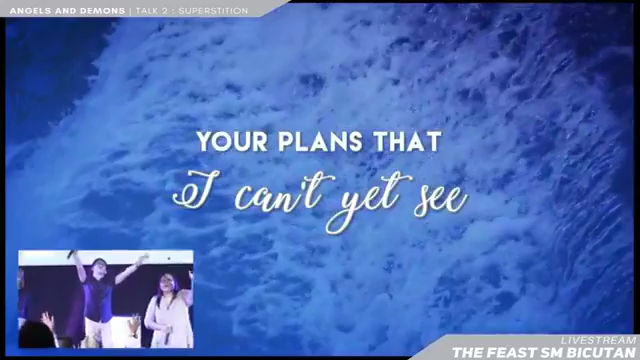 ANGELS AND DEMONS | TALK 2 : SUPERSTITION
YOUR PLANS THAT
I can't yet see
LIVESTREAM
THE FEAST SM BICUTAN